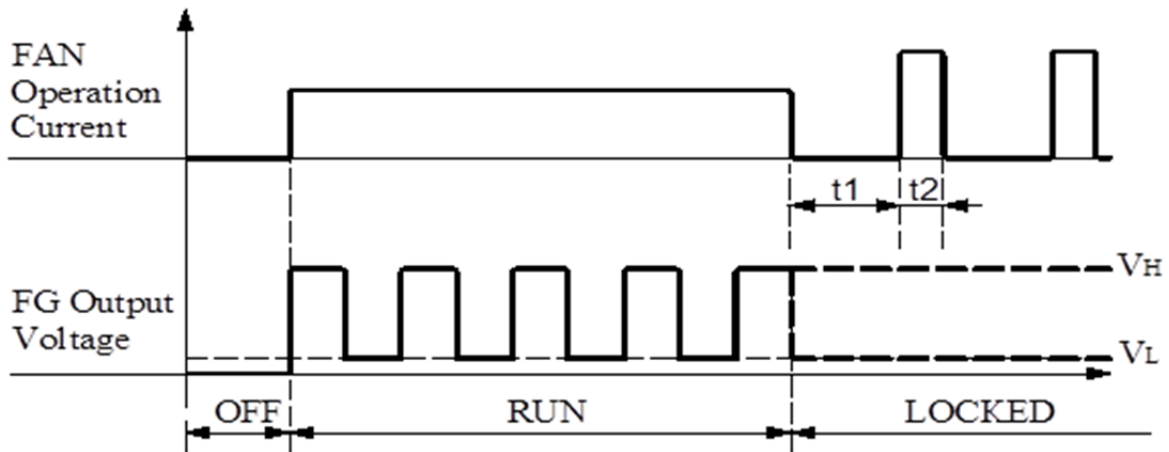 FAN
Operation
Current
t1
t2
FG Output
Voltage
VH
VL
OFF
RUN
LOCKED